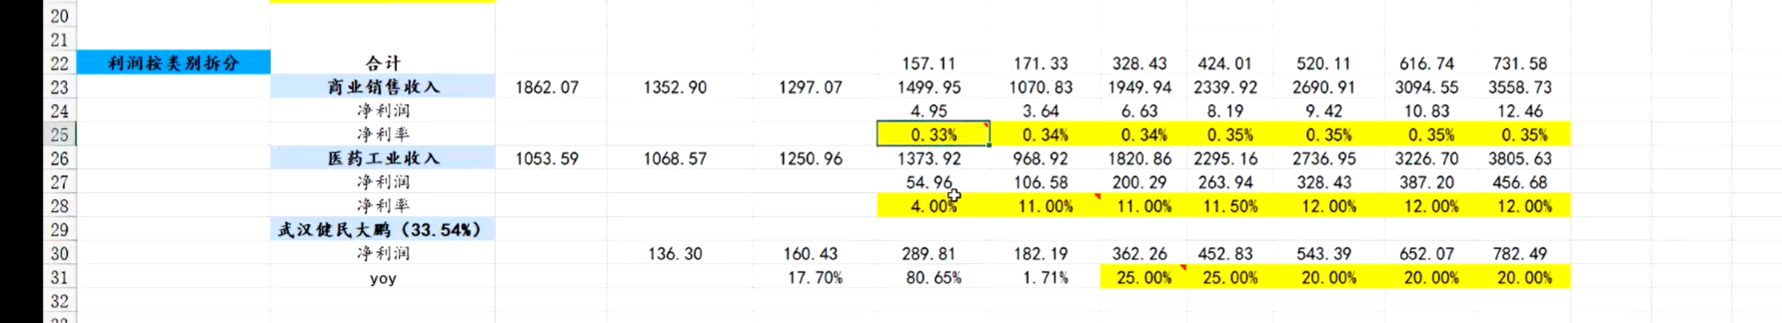 20
21
22 利润按类别拆分 合计 157.11 171.33 328.43 424.01 520.11 616.74 731.58
23 商业销售收入 1862.07 1352.90 1297.07 1499.95 1070.83 1949.94 2339.92 2690.91 3094.55 3558.73
24 净利润 4.95 3.64 6.63 8.19 9.42 10.83 12.46
25 净利率 0.33% 0.34% 0.34% 0.35% 0.35% 0.35% 0.35%
26 医药工业收入 1053.59 1068.57 1250.96 1373.92 968.92 1820.86 2295.16 2736.95 3226.70 3805.63
27 净利润 54.96 106.58 200.29 263.94 328.43 387.20 456.68
28 净利率 4.00% 11.00% 11.00% 11.50% 12.00% 12.00% 12.00%
29 武汉健民大鹏（33.54%）
30 净利润 136.30 160.43 289.81 182.19 362.26 452.83 543.39 652.07 782.49
31 yoy 17.70% 80.65% 1.71% 25.00% 25.00% 20.00% 20.00% 20.00%
32